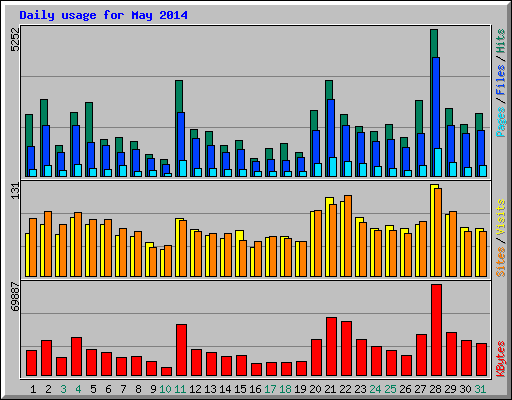 Daily usage for May 2014
5252
Pages / Files / Hits
131
Sites / Visits
69887
KBytes
1 2 3 4 5 6 7 8 9 10 11 12 13 14 15 16 17 18 19 20 21 22 23 24 25 26 27 28 29 30 31